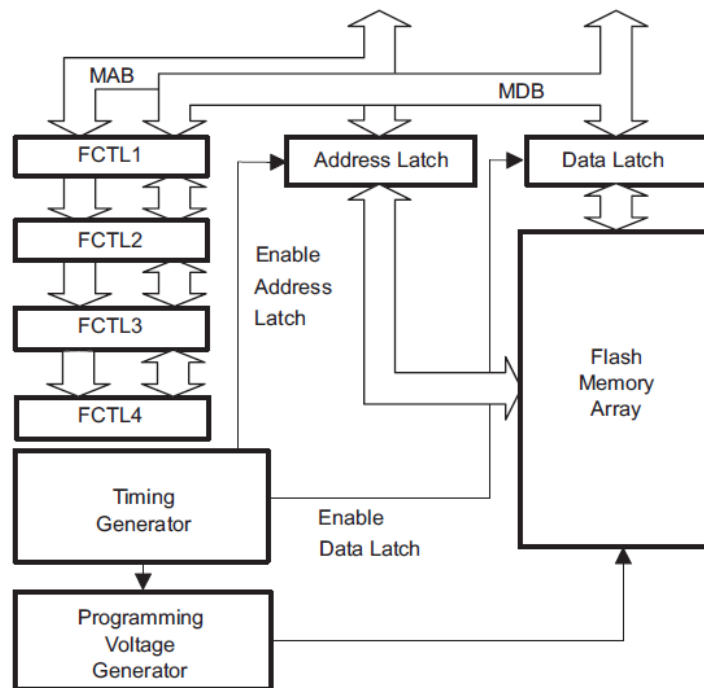 MAB
MDB
FCTL1
Address Latch
Data Latch
FCTL2
Enable
Address
Latch
FCTL3
Flash
Memory
Array
FCTL4
Timing
Generator
Enable
Data Latch
Programming
Voltage
Generator